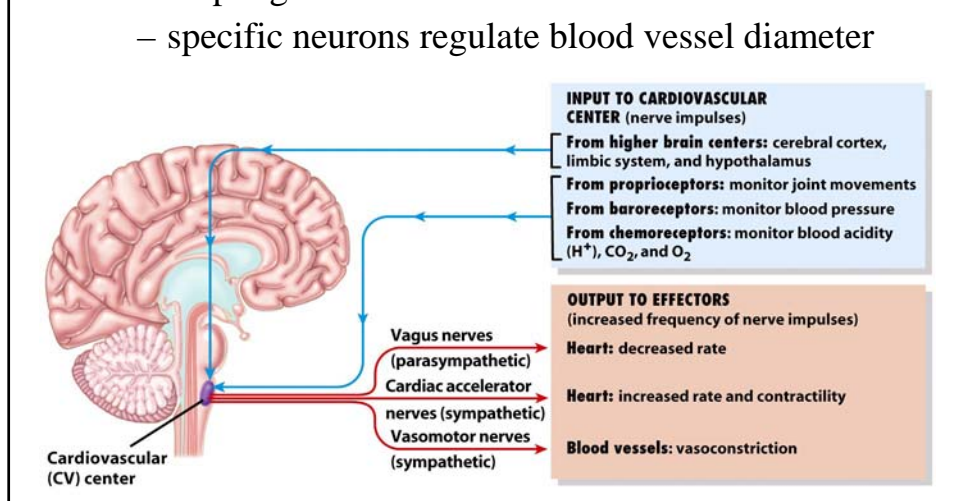 – specific neurons regulate blood vessel diameter
INPUT TO CARDIOVASCULAR
CENTER (nerve impulses)
From higher brain centers: cerebral cortex,
limbic system, and hypothalamus
From proprioceptors: monitor joint movements
From baroreceptors: monitor blood pressure
From chemoreceptors: monitor blood acidity
(H⁺), CO₂, and O₂
OUTPUT TO EFFECTORS
(increased frequency of nerve impulses)
Vagus nerves
(parasympathetic)
Heart: decreased rate
Cardiac accelerator
nerves (sympathetic)
Heart: increased rate and contractility
Vasomotor nerves
(sympathetic)
Blood vessels: vasoconstriction
Cardiovascular
(CV) center